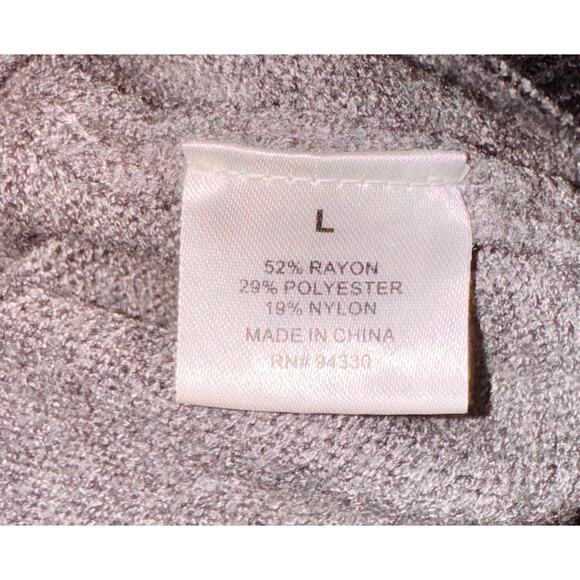 L
52% RAYON
29% POLYESTER
19% NYLON
MADE IN CHINA
RN# 94330